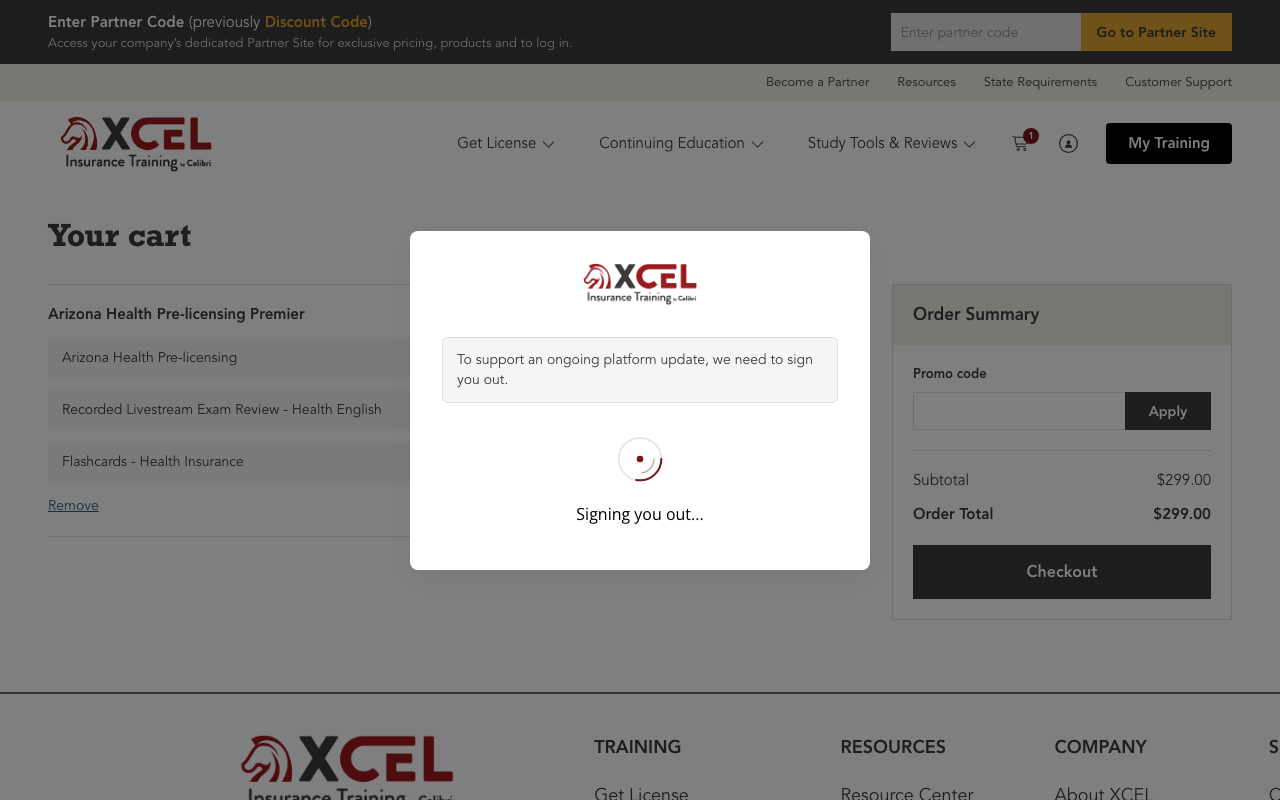 Enter Partner Code (previously Discount Code)
Access your company's dedicated Partner Site for exclusive pricing, products and to log in.
Enter partner code
Go to Partner Site
Become a Partner
Resources
State Requirements
Customer Support
XCEL
Insurance Training by Colibri
Get License
Continuing Education
Study Tools & Reviews
1
My Training
Your cart
Arizona Health Pre-licensing Premier
Arizona Health Pre-licensing
Recorded Livestream Exam Review - Health English
Flashcards - Health Insurance
Remove
XCEL
Insurance Training by Colibri
To support an ongoing platform update, we need to sign
you out.
Signing you out...
Order Summary
Promo code
Apply
Subtotal
$299.00
Order Total
$299.00
Checkout
XCEL
Insurance Training by Colibri
TRAINING
Get License
RESOURCES
Resource Center
COMPANY
About XCEL